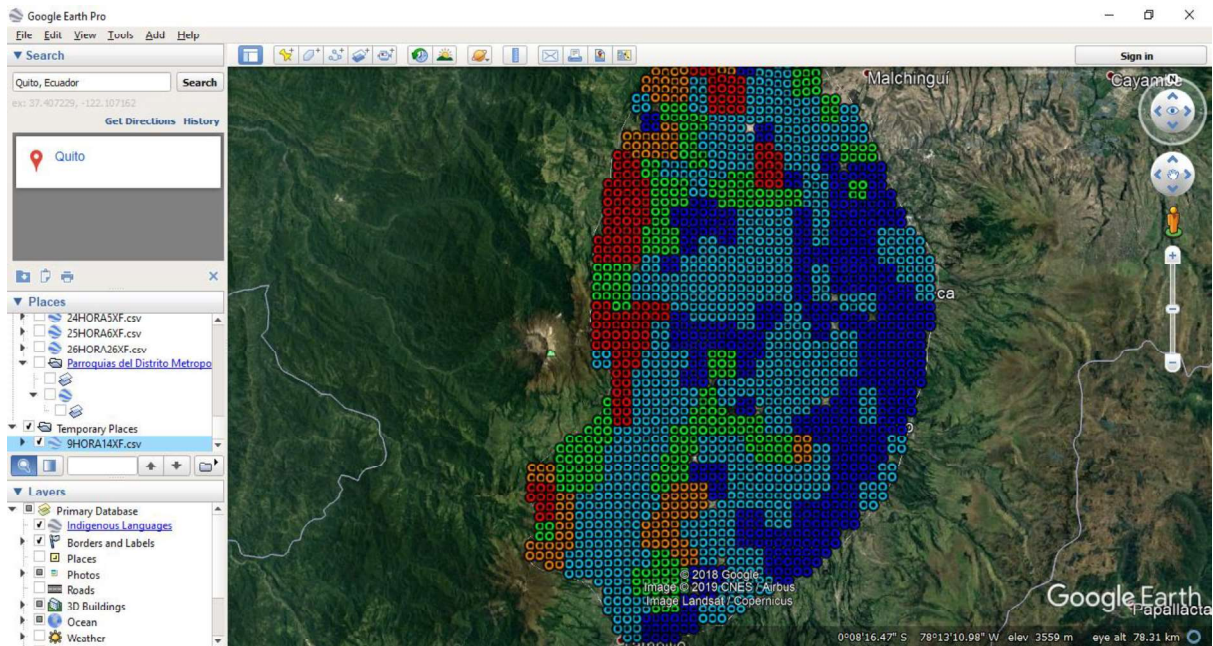 Google Earth Pro
File Edit View Tools Add Help
▼ Search
Quito, Ecuador
Search
ex: 37.407229, -122.107162
Get Directions History
Quito
▼ Places
24HORA5XF.csv
25HORA6XF.csv
26HORA26XF.csv
Parroquias del Distrito Metropo
Temporary Places
9HORA14XF.csv
▼ Layers
Primary Database
Indigenous Languages
Borders and Labels
Places
Photos
Roads
3D Buildings
Ocean
Weather
Sign in
Malchinguí
Cayambe
N
ca
o
© 2018 Google
Image © 2019 CNES / Airbus
Image Landsat / Copernicus
Google Earth
Papallacta
0°08'16.47" S 78°13'10.98" W elev 3559 m eye alt 78.31 km